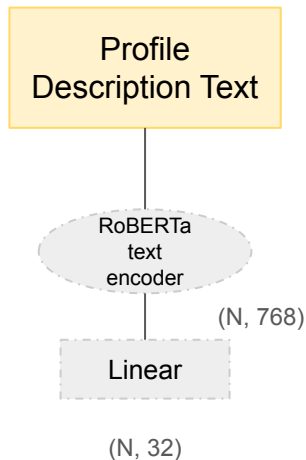 Profile
Description Text
RoBERTa
text
encoder
(N, 768)
Linear
(N, 32)